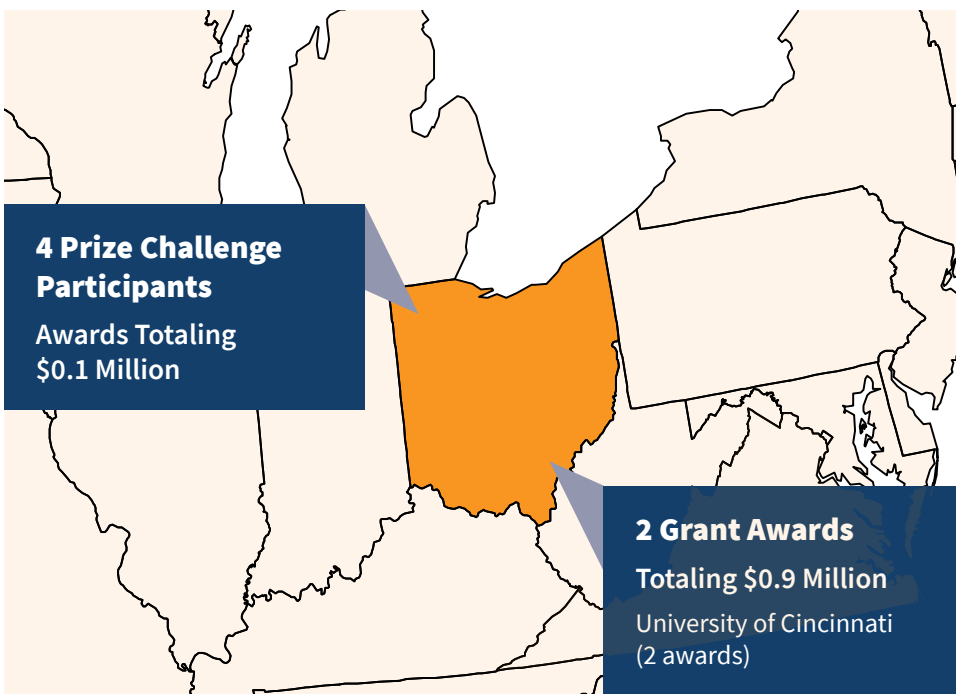 4 Prize Challenge
Participants
Awards Totaling
$0.1 Million
2 Grant Awards
Totaling $0.9 Million
University of Cincinnati
(2 awards)